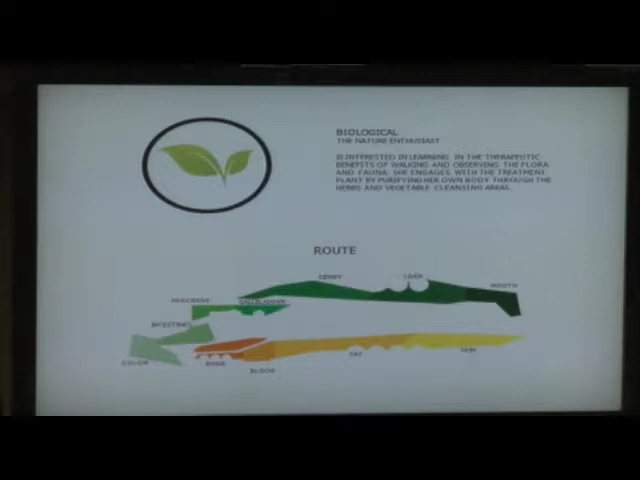 BIOLOGICAL
THE NATURE ENTHUSIAST
IS INTERESTED IN LEARNING IN THE THERAPEUTIC
BENEFITS OF WALKING AND OBSERVING THE FLORA
AND FAUNA. SHE ENGAGES WITH THE TREATMENT
PLANT BY PURIFYING HER OWN BODY THROUGH THE
HERBS AND VEGETABLE CLEANSING AREAS.
ROUTE
KIDNEY
LIVER
MOUTH
PANCREAS
GALLBLADDER
INTESTINES
COLON
BLOOD
FAT
SKIN